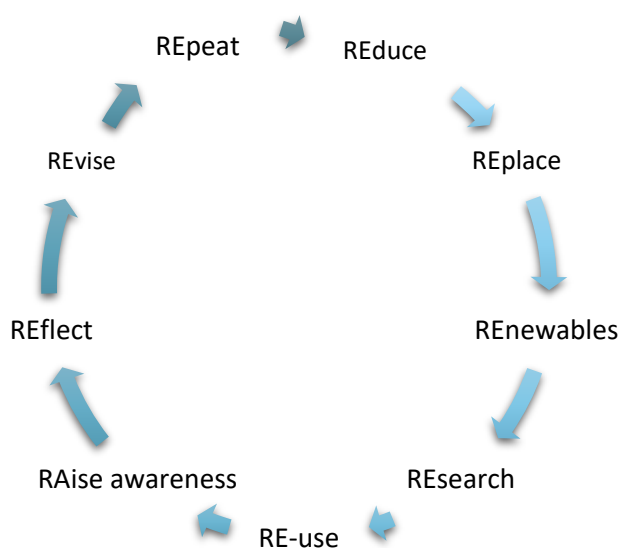 REpeat
REduce
REplace
REnewables
REsearch
RE-use
RAise awareness
REflect
REvise